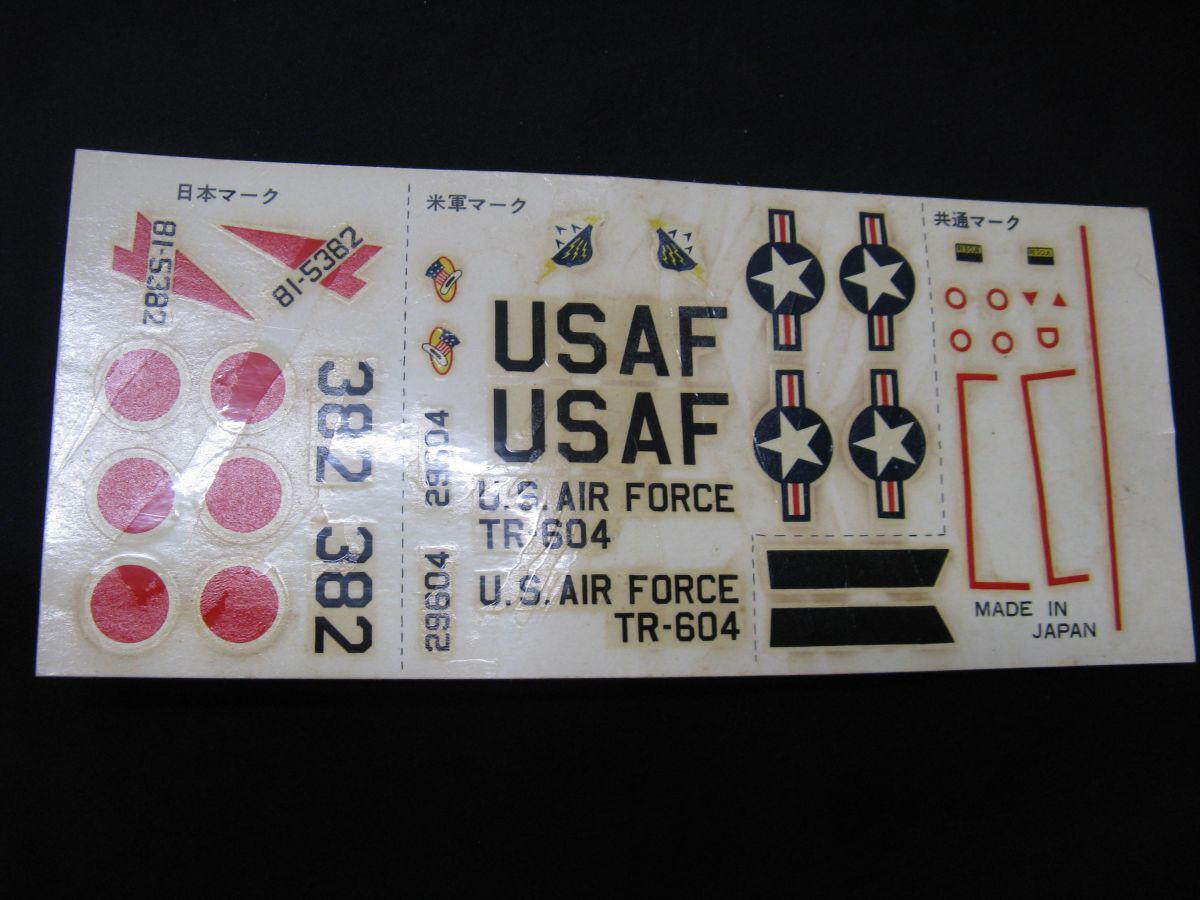 日本マーク
81-5382
81-5382
382
382
米軍マーク
USAF
USAF
29604
U.S.AIR FORCE
TR-604
29604
U.S.AIR FORCE
TR-604
共通マーク
D
MADE IN
JAPAN